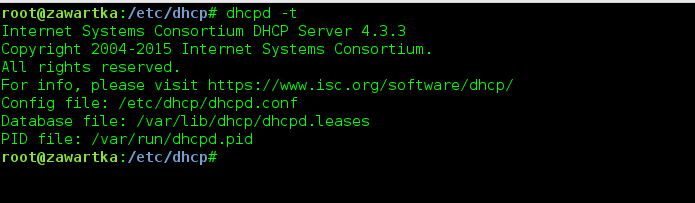 root@zawartka:/etc/dhcp# dhcpd -t
Internet Systems Consortium DHCP Server 4.3.3
Copyright 2004-2015 Internet Systems Consortium.
All rights reserved.
For info, please visit https://www.isc.org/software/dhcp/
Config file: /etc/dhcp/dhcpd.conf
Database file: /var/lib/dhcp/dhcpd.leases
PID file: /var/run/dhcpd.pid
root@zawartka:/etc/dhcp#